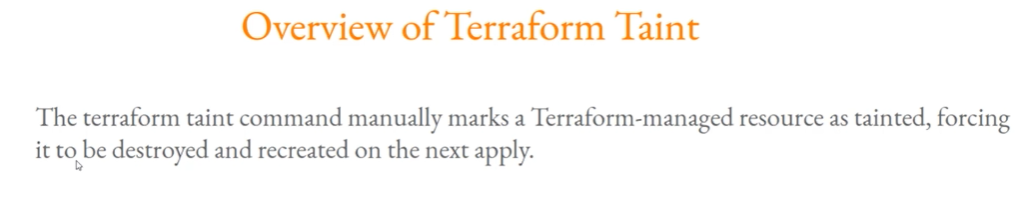 Overview of Terraform Taint
The terraform taint command manually marks a Terraform-managed resource as tainted, forcing
it to be destroyed and recreated on the next apply.